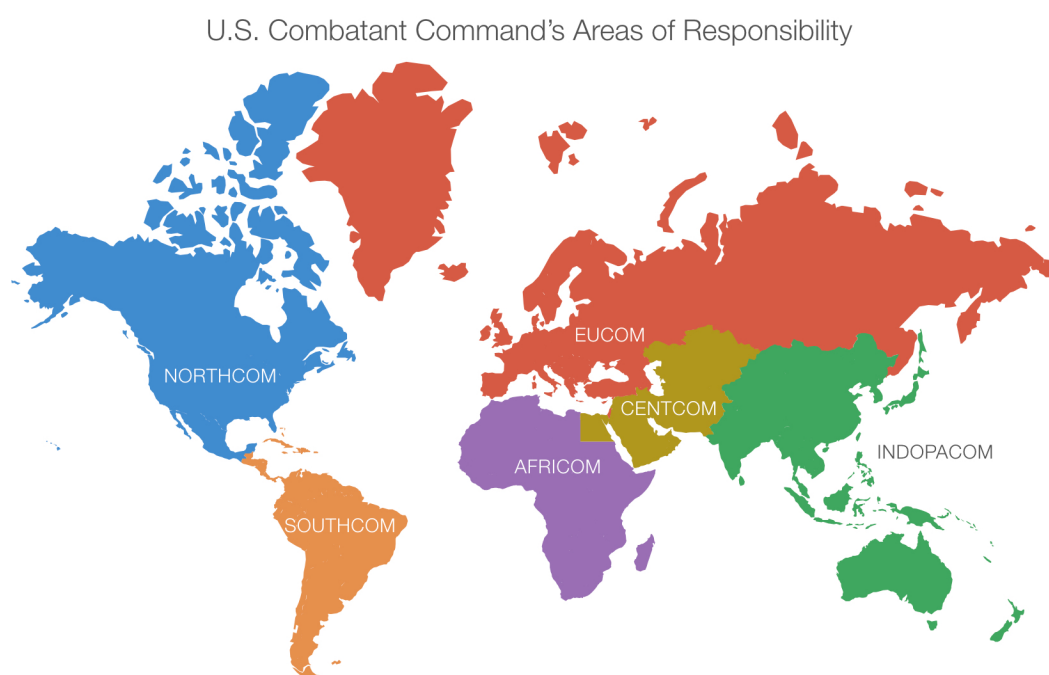 U.S. Combatant Command’s Areas of Responsibility
EUCOM
NORTHCOM
CENTCOM
INDOPACOM
AFRICOM
SOUTHCOM